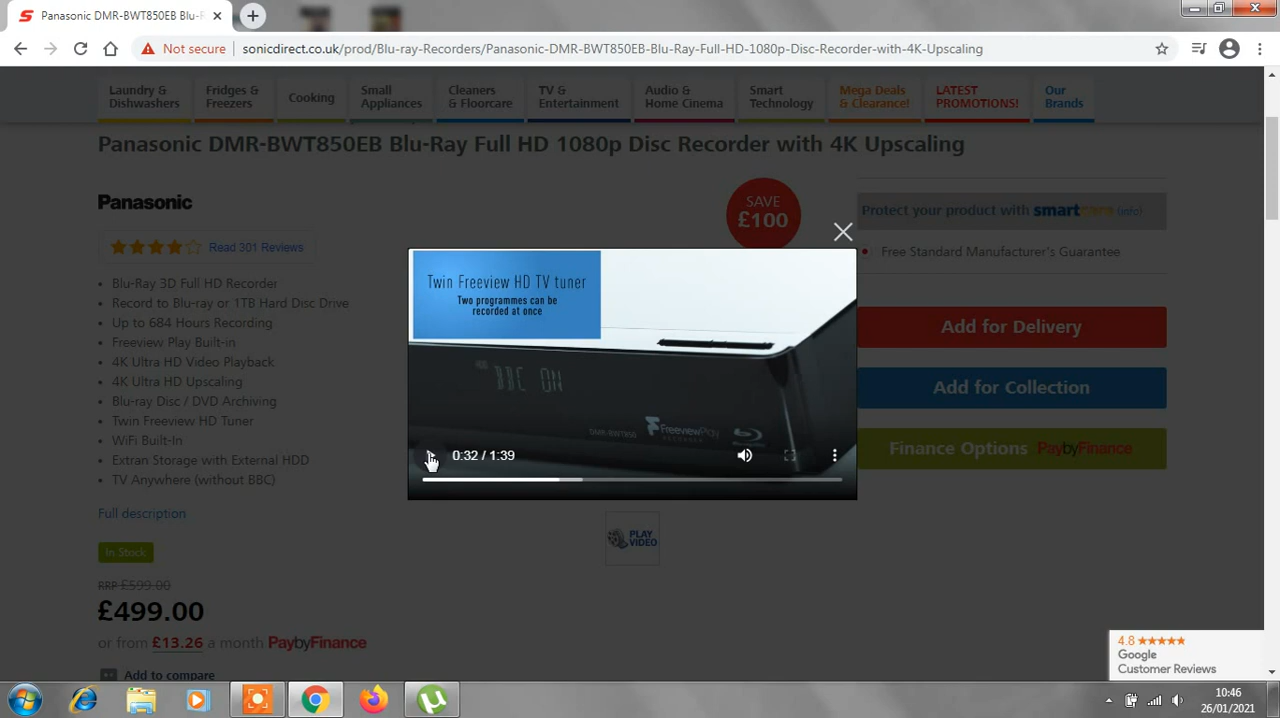 Panasonic DMR-BWT850EB Blu-R
Not secure
sonicdirect.co.uk/prod/Blu-ray-Recorders/Panasonic-DMR-BWT850EB-Blu-Ray-Full-HD-1080p-Disc-Recorder-with-4K-Upscaling
Laundry &
Dishwashers
Fridges &
Freezers
Cooking
Small
Appliances
Cleaners
& Floorcare
TV &
Entertainment
Audio &
Home Cinema
Smart
Technology
Mega Deals
& Clearance!
LATEST
PROMOTIONS!
Our
Brands
Panasonic DMR-BWT850EB Blu-Ray Full HD 1080p Disc Recorder with 4K Upscaling
Panasonic
Read 301 Reviews
Blu-Ray 3D Full HD Recorder
Record to Blu-ray or 1TB Hard Disc Drive
Up to 684 Hours Recording
Freeview Play Built-in
4K Ultra HD Video Playback
4K Ultra HD Upscaling
Blu-ray Disc / DVD Archiving
Twin Freeview HD Tuner
WiFi Built-In
Extran Storage with External HDD
TV Anywhere (without BBC)
Full description
In Stock
RRP £599.00
£499.00
or from £13.26 a month PaybyFinance
Add to compare
SAVE
£100
Twin Freeview HD TV tuner
Two programmes can be
recorded at once
BBC ON
DMR-BWT850
FreeviewPlay
RECORDER
0:32 / 1:39
PLAY
VIDEO
Protect your product with smartcare (info)
Free Standard Manufacturer's Guarantee
Add for Delivery
Add for Collection
Finance Options PaybyFinance
4.8
Google
Customer Reviews
10:46
26/01/2021